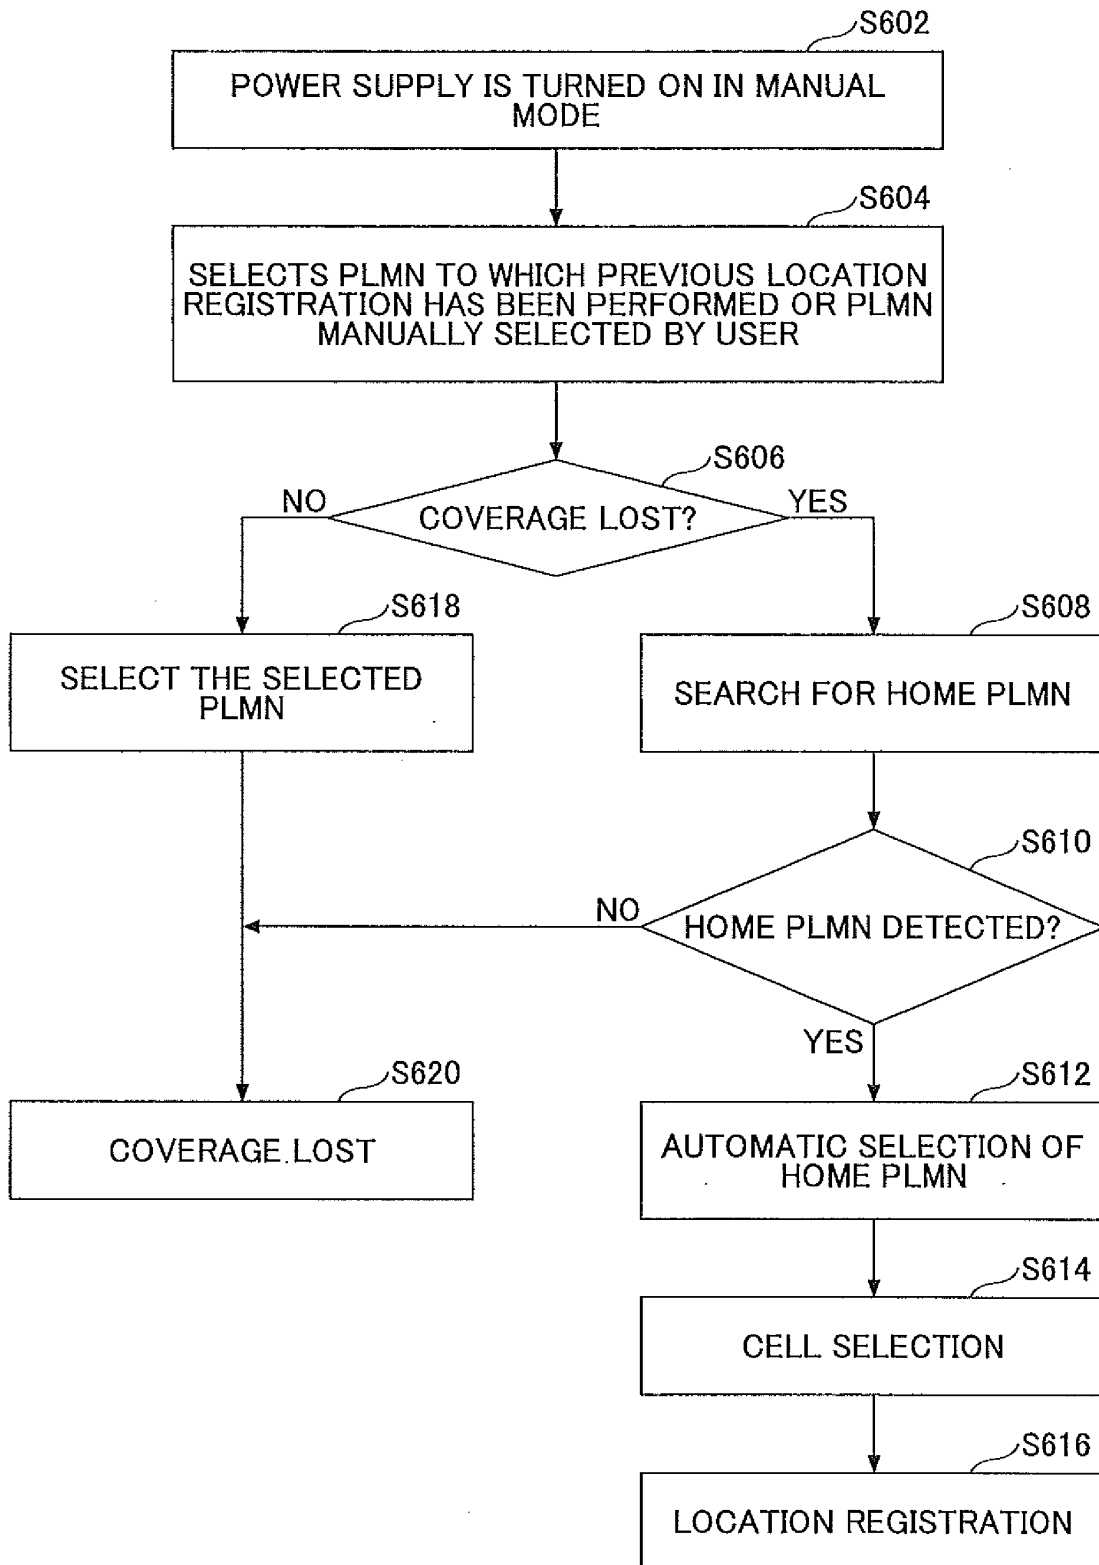 S602
POWER SUPPLY IS TURNED ON IN MANUAL
MODE
S604
SELECTS PLMN TO WHICH PREVIOUS LOCATION
REGISTRATION HAS BEEN PERFORMED OR PLMN
MANUALLY SELECTED BY USER
S606
NO
COVERAGE LOST?
YES
S618
SELECT THE SELECTED
PLMN
S608
SEARCH FOR HOME PLMN
S610
NO
HOME PLMN DETECTED?
YES
S620
COVERAGE LOST
S612
AUTOMATIC SELECTION OF
HOME PLMN
S614
CELL SELECTION
S616
LOCATION REGISTRATION